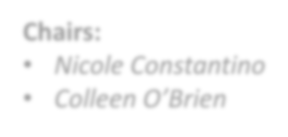 Chairs:
• Nicole Constantino
• Colleen O’Brien